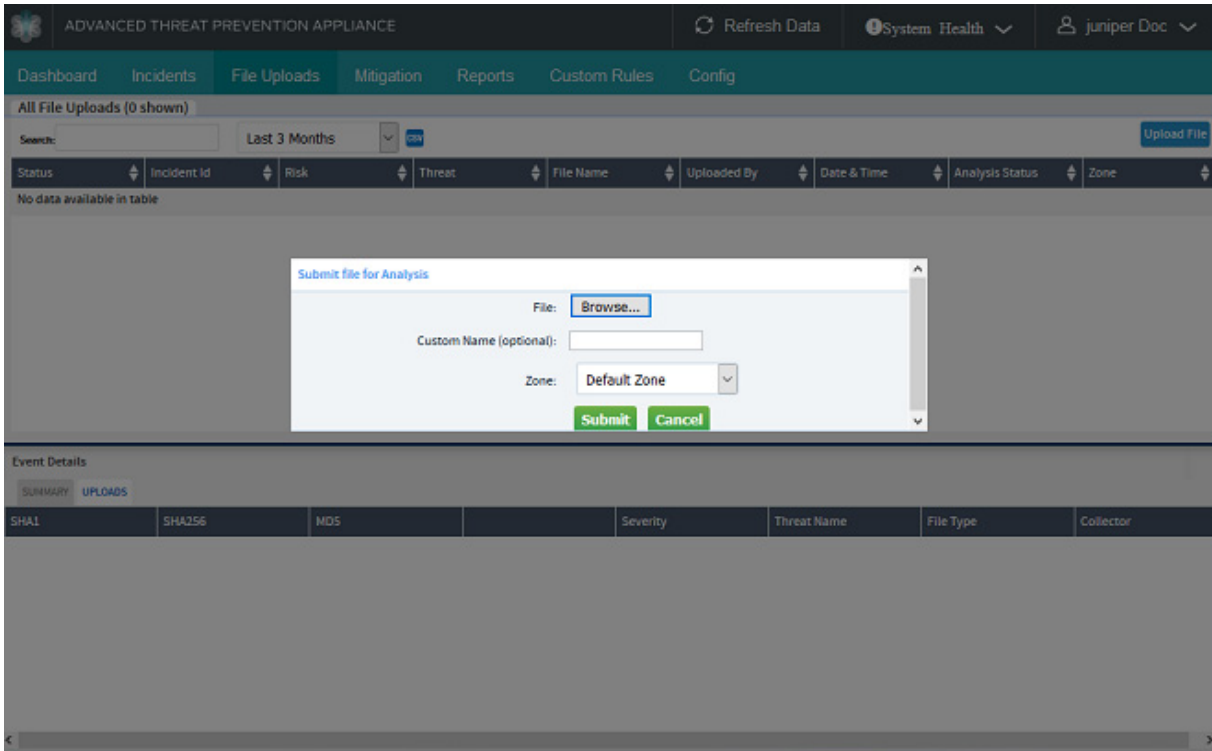 ADVANCED THREAT PREVENTION APPLIANCE Refresh Data System Health juniper Doc
Dashboard Incidents File Uploads Mitigation Reports Custom Rules Config
All File Uploads (0 shown)
Search: Last 3 Months CSV Upload File
Status Incident Id Risk Threat File Name Uploaded By Date & Time Analysis Status Zone
No data available in table
Submit file for Analysis
File: Browse...
Custom Name (optional):
Zone: Default Zone
Submit Cancel
Event Details
SUMMARY UPLOADS
SHA1 SHA256 MD5 Severity Threat Name File Type Collector